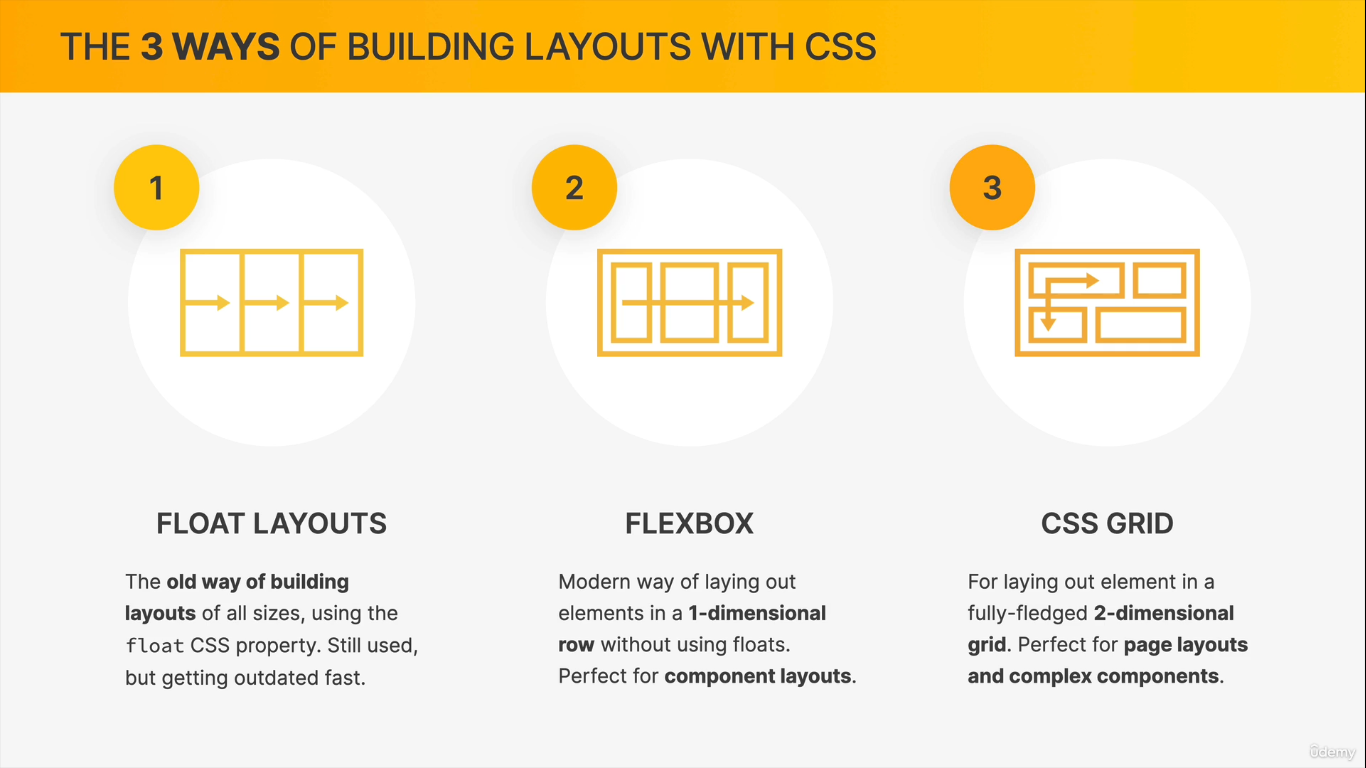 THE 3 WAYS OF BUILDING LAYOUTS WITH CSS
1
2
3
FLOAT LAYOUTS
The old way of building
layouts of all sizes, using the
float CSS property. Still used,
but getting outdated fast.
FLEXBOX
Modern way of laying out
elements in a 1-dimensional
row without using floats.
Perfect for component layouts.
CSS GRID
For laying out element in a
fully-fledged 2-dimensional
grid. Perfect for page layouts
and complex components.
ûdemy